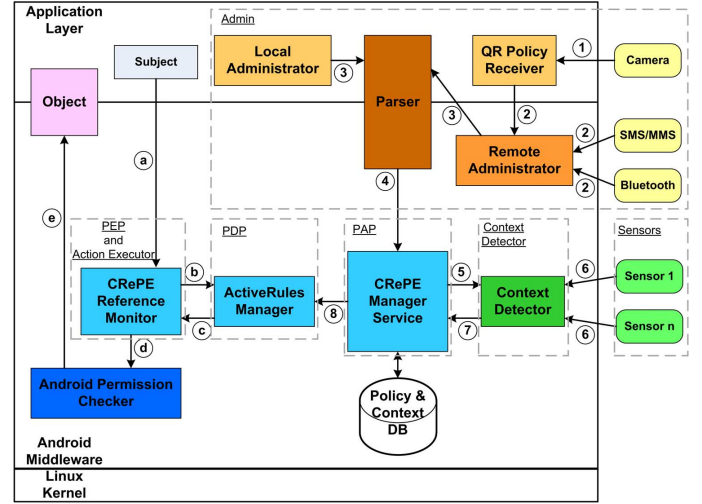 Application
Layer
Admin
Subject
Local
Administrator
3
Parser
QR Policy
Receiver
1
Camera
Object
3
2
a
Remote
Administrator
2
SMS/MMS
2
Bluetooth
4
e
PEP
and
Action Executor
PDP
PAP
Context
Detector
Sensors
CRePE
Reference
Monitor
b
c
ActiveRules
Manager
8
CRePE
Manager
Service
5
7
Context
Detector
6
6
Sensor 1
Sensor n
d
Android Permission
Checker
Policy &
Context
DB
Android
Middleware
Linux
Kernel